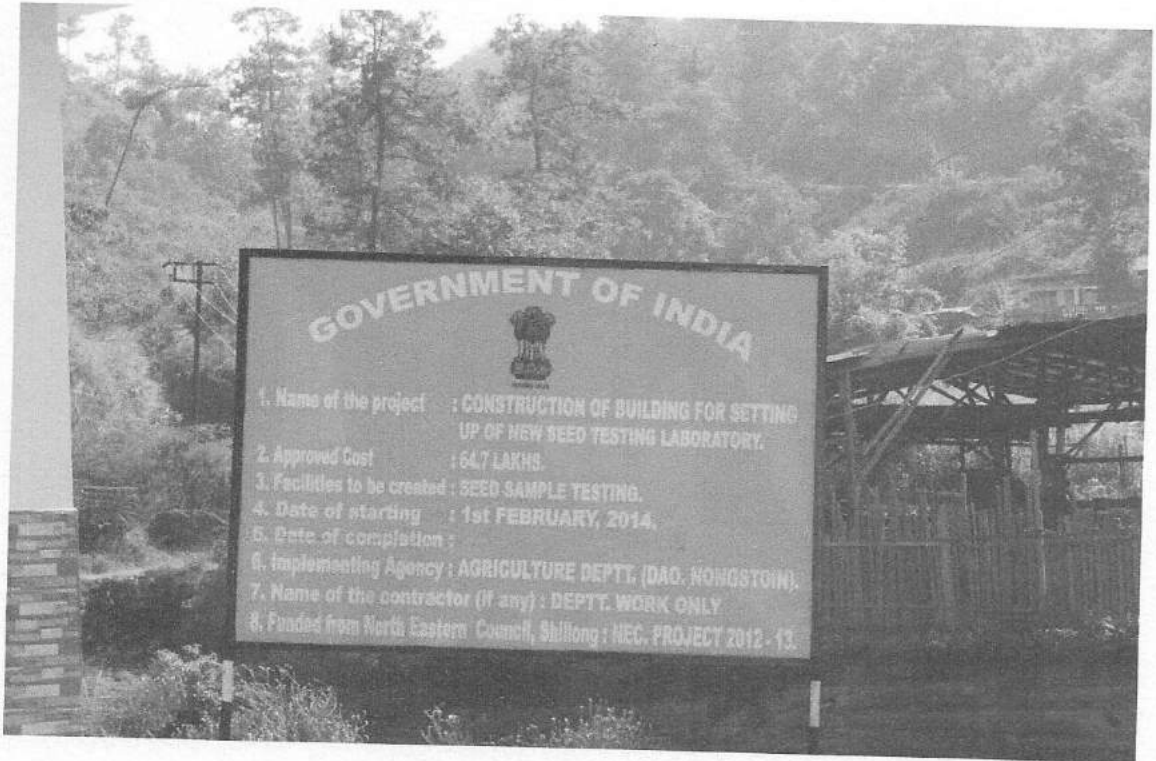 GOVERNMENT OF INDIA
1. Name of the project : CONSTRUCTION OF BUILDING FOR SETTING
UP OF NEW SEED TESTING LABORATORY.
2. Approved Cost : 64.7 LAKHS.
3. Facilities to be created : SEED SAMPLE TESTING.
4. Date of starting : 1st FEBRUARY, 2014.
5. Date of completion :
6. Implementing Agency : AGRICULTURE DEPTT. (DAO. NONGSTOIN).
7. Name of the contractor (if any) : DEPTT. WORK ONLY
8. Funded from North Eastern Council, Shillong : NEC. PROJECT 2012 - 13.